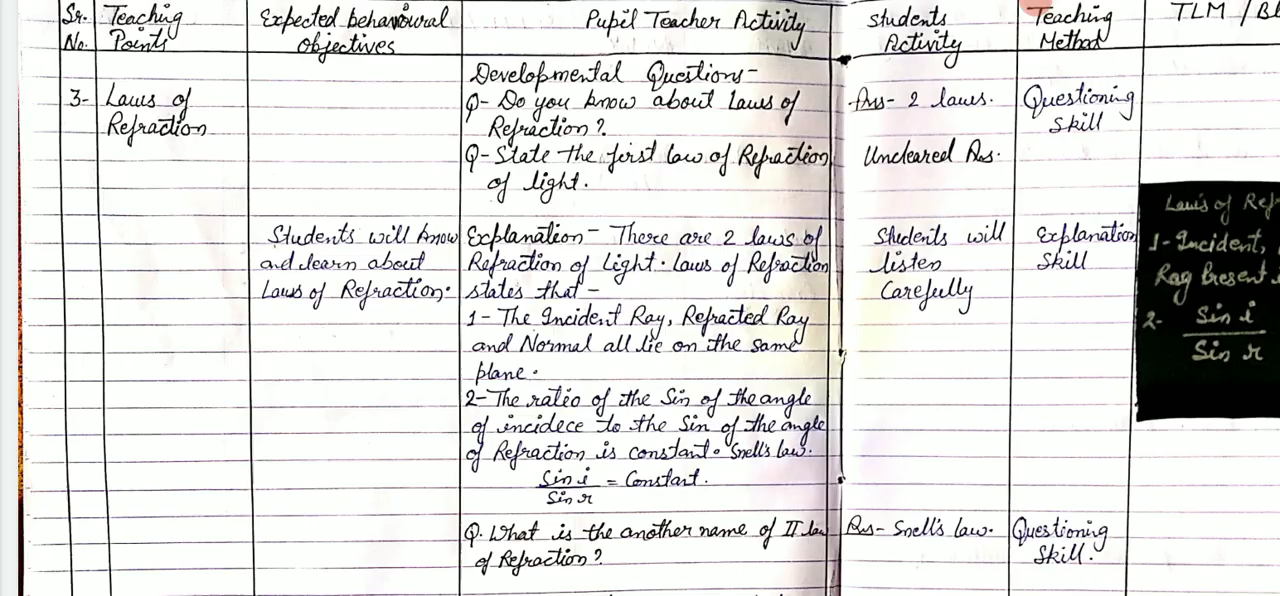 Sr. No.
Teaching Points
Expected behavioural objectives
Pupil Teacher Activity
Students Activity
Teaching Method
TLM /
3- Laws of
Refraction
Students will know
and learn about
Laws of Refraction.
Developmental Questions-
Q- Do you know about Laws of
Refraction?
Q- State the first law of Refraction
of light.
Explanation- There are 2 laws of
Refraction of Light. Laws of Refraction
states that-
1- The Incident Ray, Refracted Ray
and Normal all lie on the same
plane.
2- The ratio of the Sin of the angle
of incidece to the Sin of the angle
of Refraction is constant. Snell's law.
Sin i
Sin r
= Constant.
Q. What is the another name of II law
of Refraction?
Ans- 2 laws.
Uncleared Ans.
Students will
listen
Carefully
Ans- Snell's law.
Questioning
Skill
Explanation
Skill
Questioning
Skill.
Laws of
1- Incident,
Ray Present
2- Sin i
Sin r